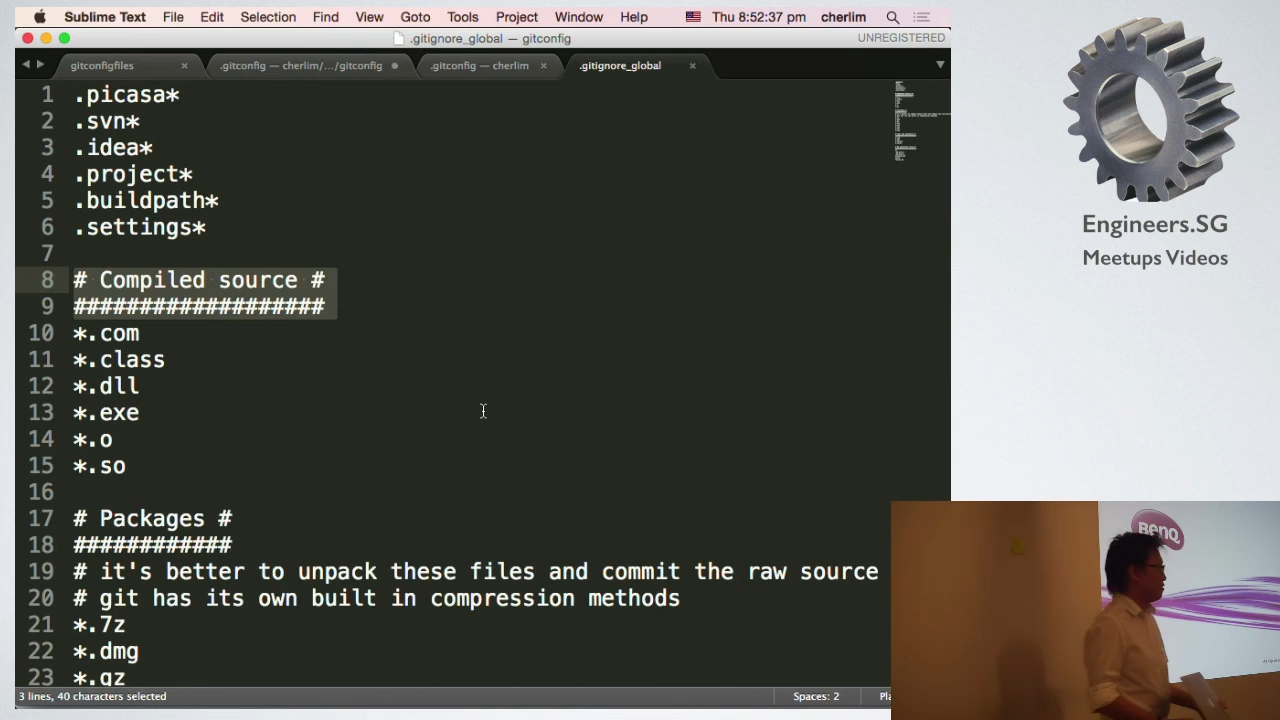 Sublime Text File Edit Selection Find View Goto Tools Project Window Help Thu 8:52:37 pm cherlim
.gitignore_global — gitconfig UNREGISTERED
gitconfigfiles × .gitconfig — cherlim/.../gitconfig .gitconfig — cherlim × .gitignore_global ×
1 .picasa*
2 .svn*
3 .idea*
4 .project*
5 .buildpath*
6 .settings*
7
8 # Compiled source #
9 ###################
10 *.com
11 *.class
12 *.dll
13 *.exe
14 *.o
15 *.so
16
17 # Packages #
18 ############
19 # it's better to unpack these files and commit the raw source
20 # git has its own built in compression methods
21 *.7z
22 *.dmg
23 *.gz
3 lines, 40 characters selected Spaces: 2
Engineers.SG
Meetups Videos
BenQ